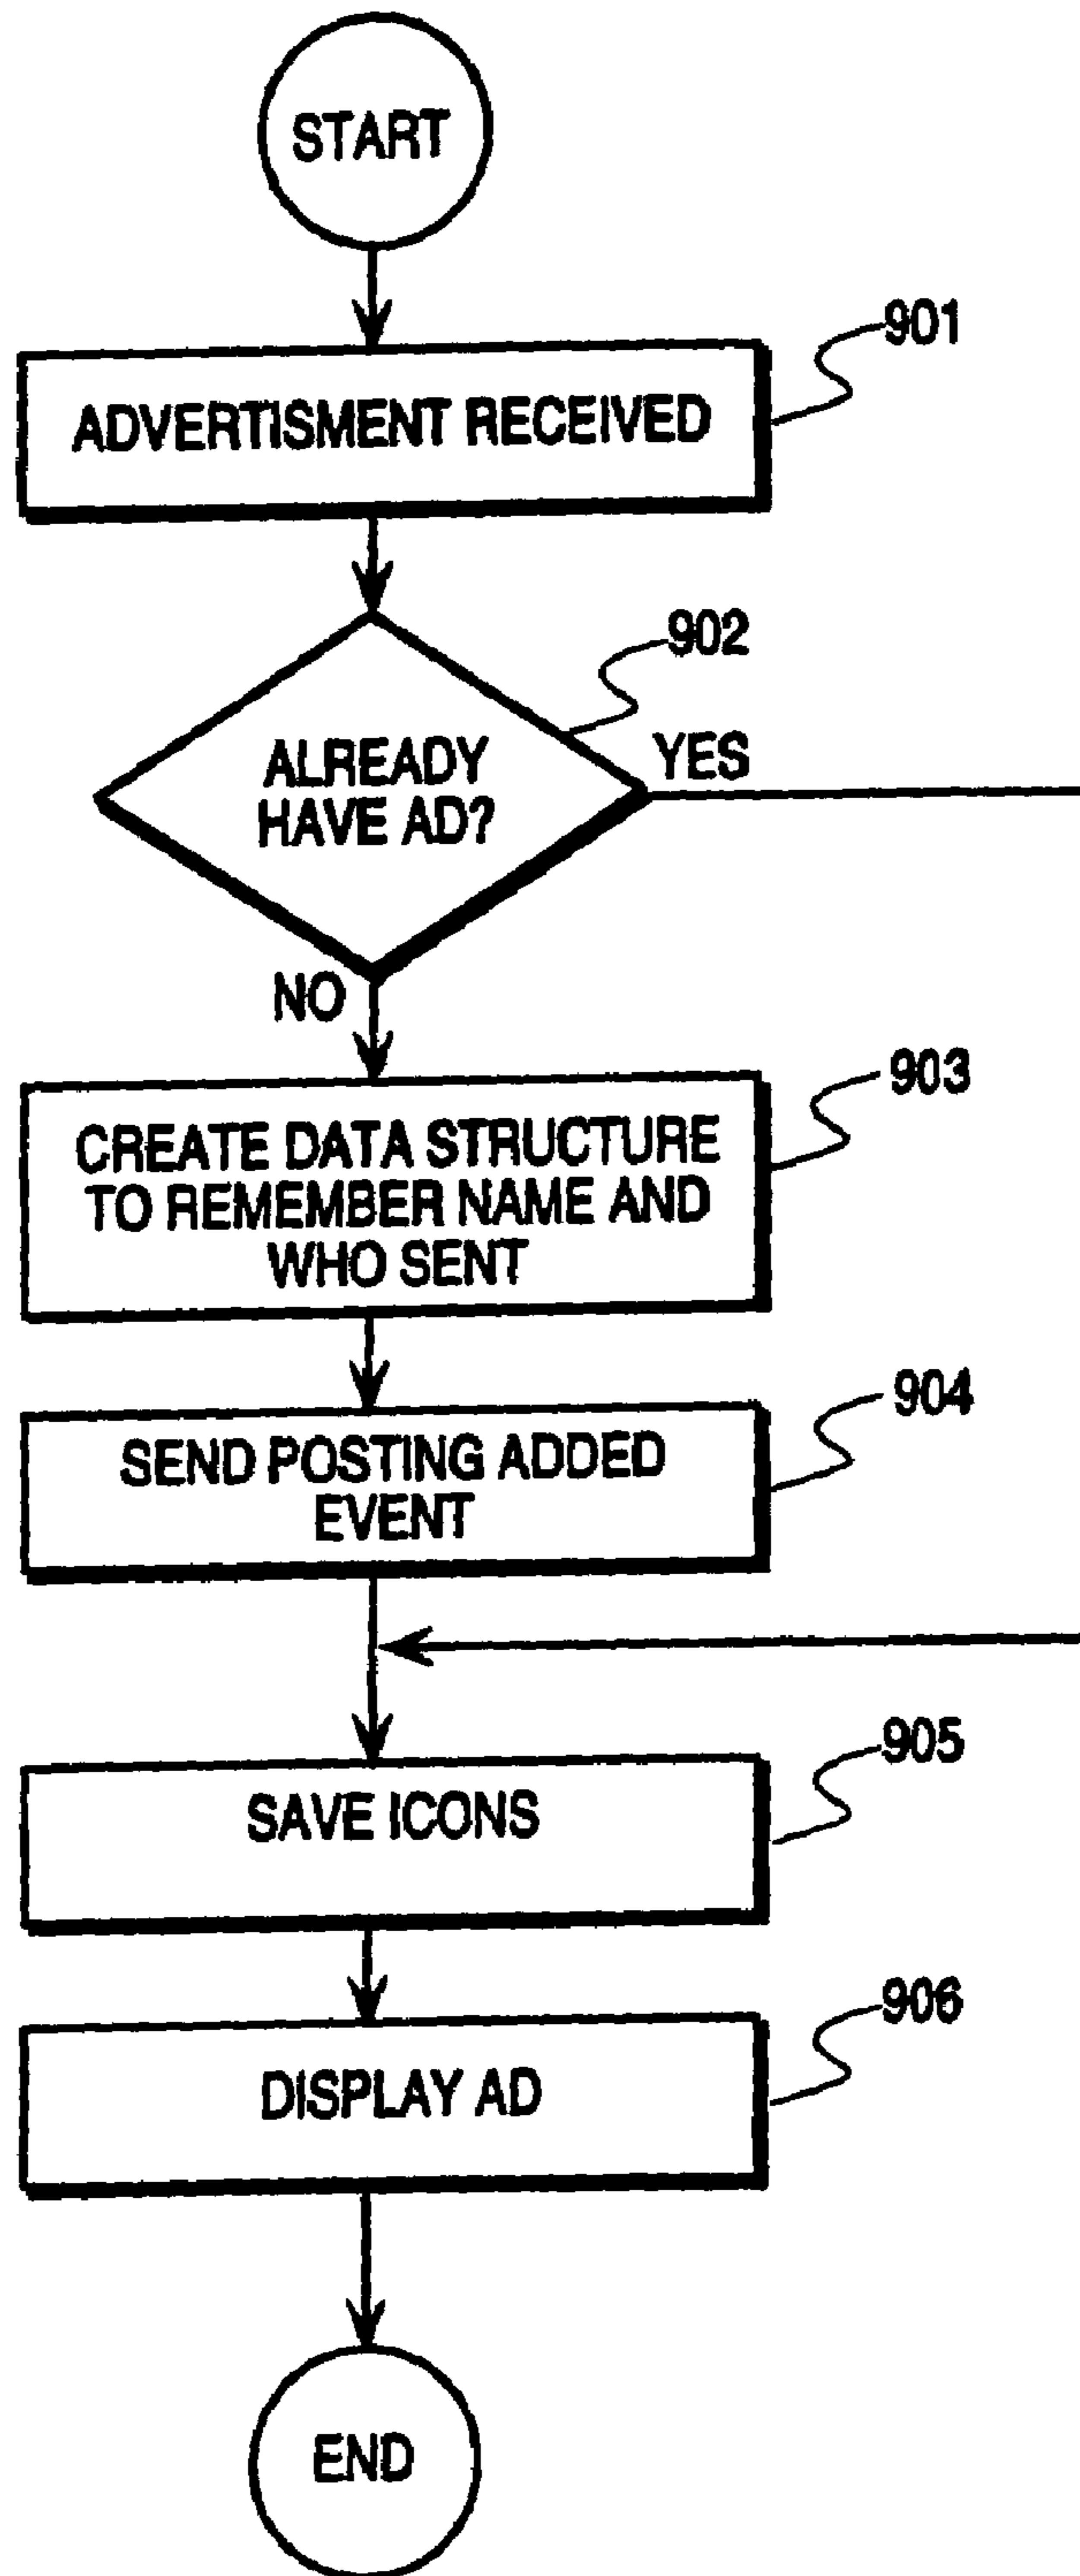 START
901
ADVERTISMENT RECEIVED
902
ALREADY
HAVE AD?
YES
NO
903
CREATE DATA STRUCTURE
TO REMEMBER NAME AND
WHO SENT
904
SEND POSTING ADDED
EVENT
905
SAVE ICONS
906
DISPLAY AD
END